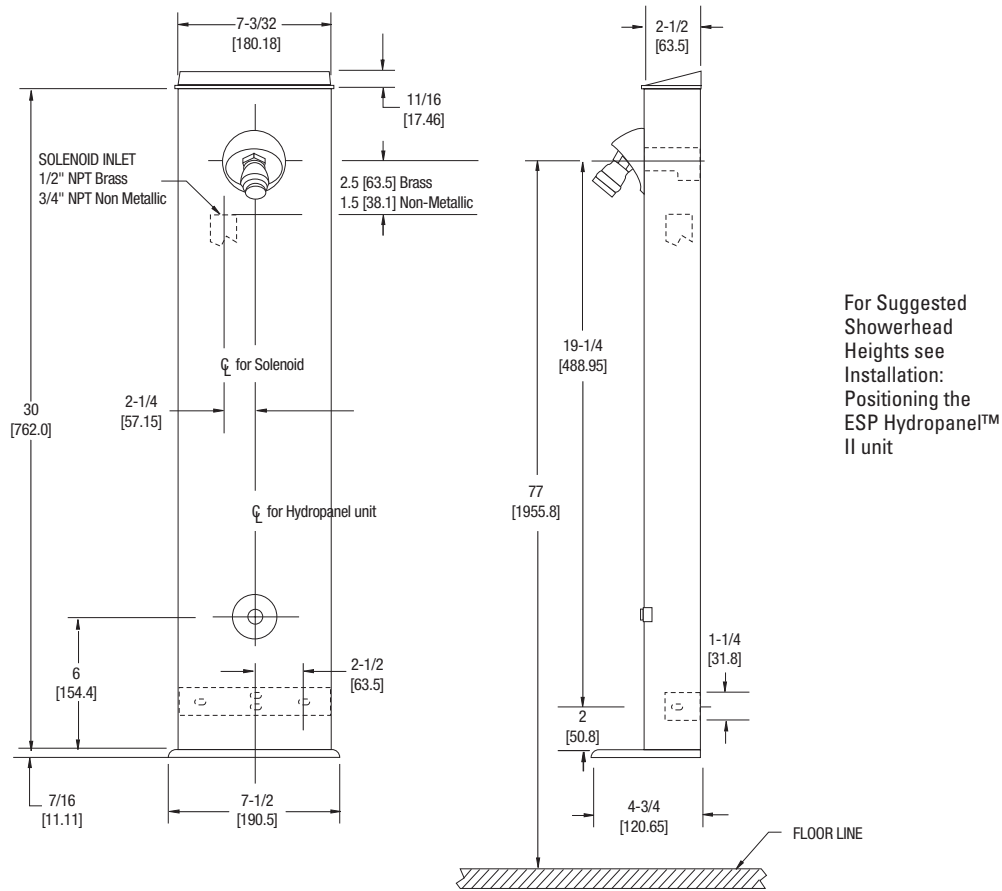 7-3/32
[180.18]
2-1/2
[63.5]
11/16
[17.46]
SOLENOID INLET
1/2" NPT Brass
3/4" NPT Non Metallic
2.5 [63.5] Brass
1.5 [38.1] Non-Metallic
For Suggested
Showerhead
Heights see
Installation:
Positioning the
ESP Hydropanel™
II unit
19-1/4
[488.95]
℄ for Solenoid
2-1/4
[57.15]
30
[762.0]
77
[1955.8]
℄ for Hydropanel unit
6
[154.4]
2-1/2
[63.5]
1-1/4
[31.8]
2
[50.8]
7/16
[11.11]
7-1/2
[190.5]
4-3/4
[120.65]
FLOOR LINE